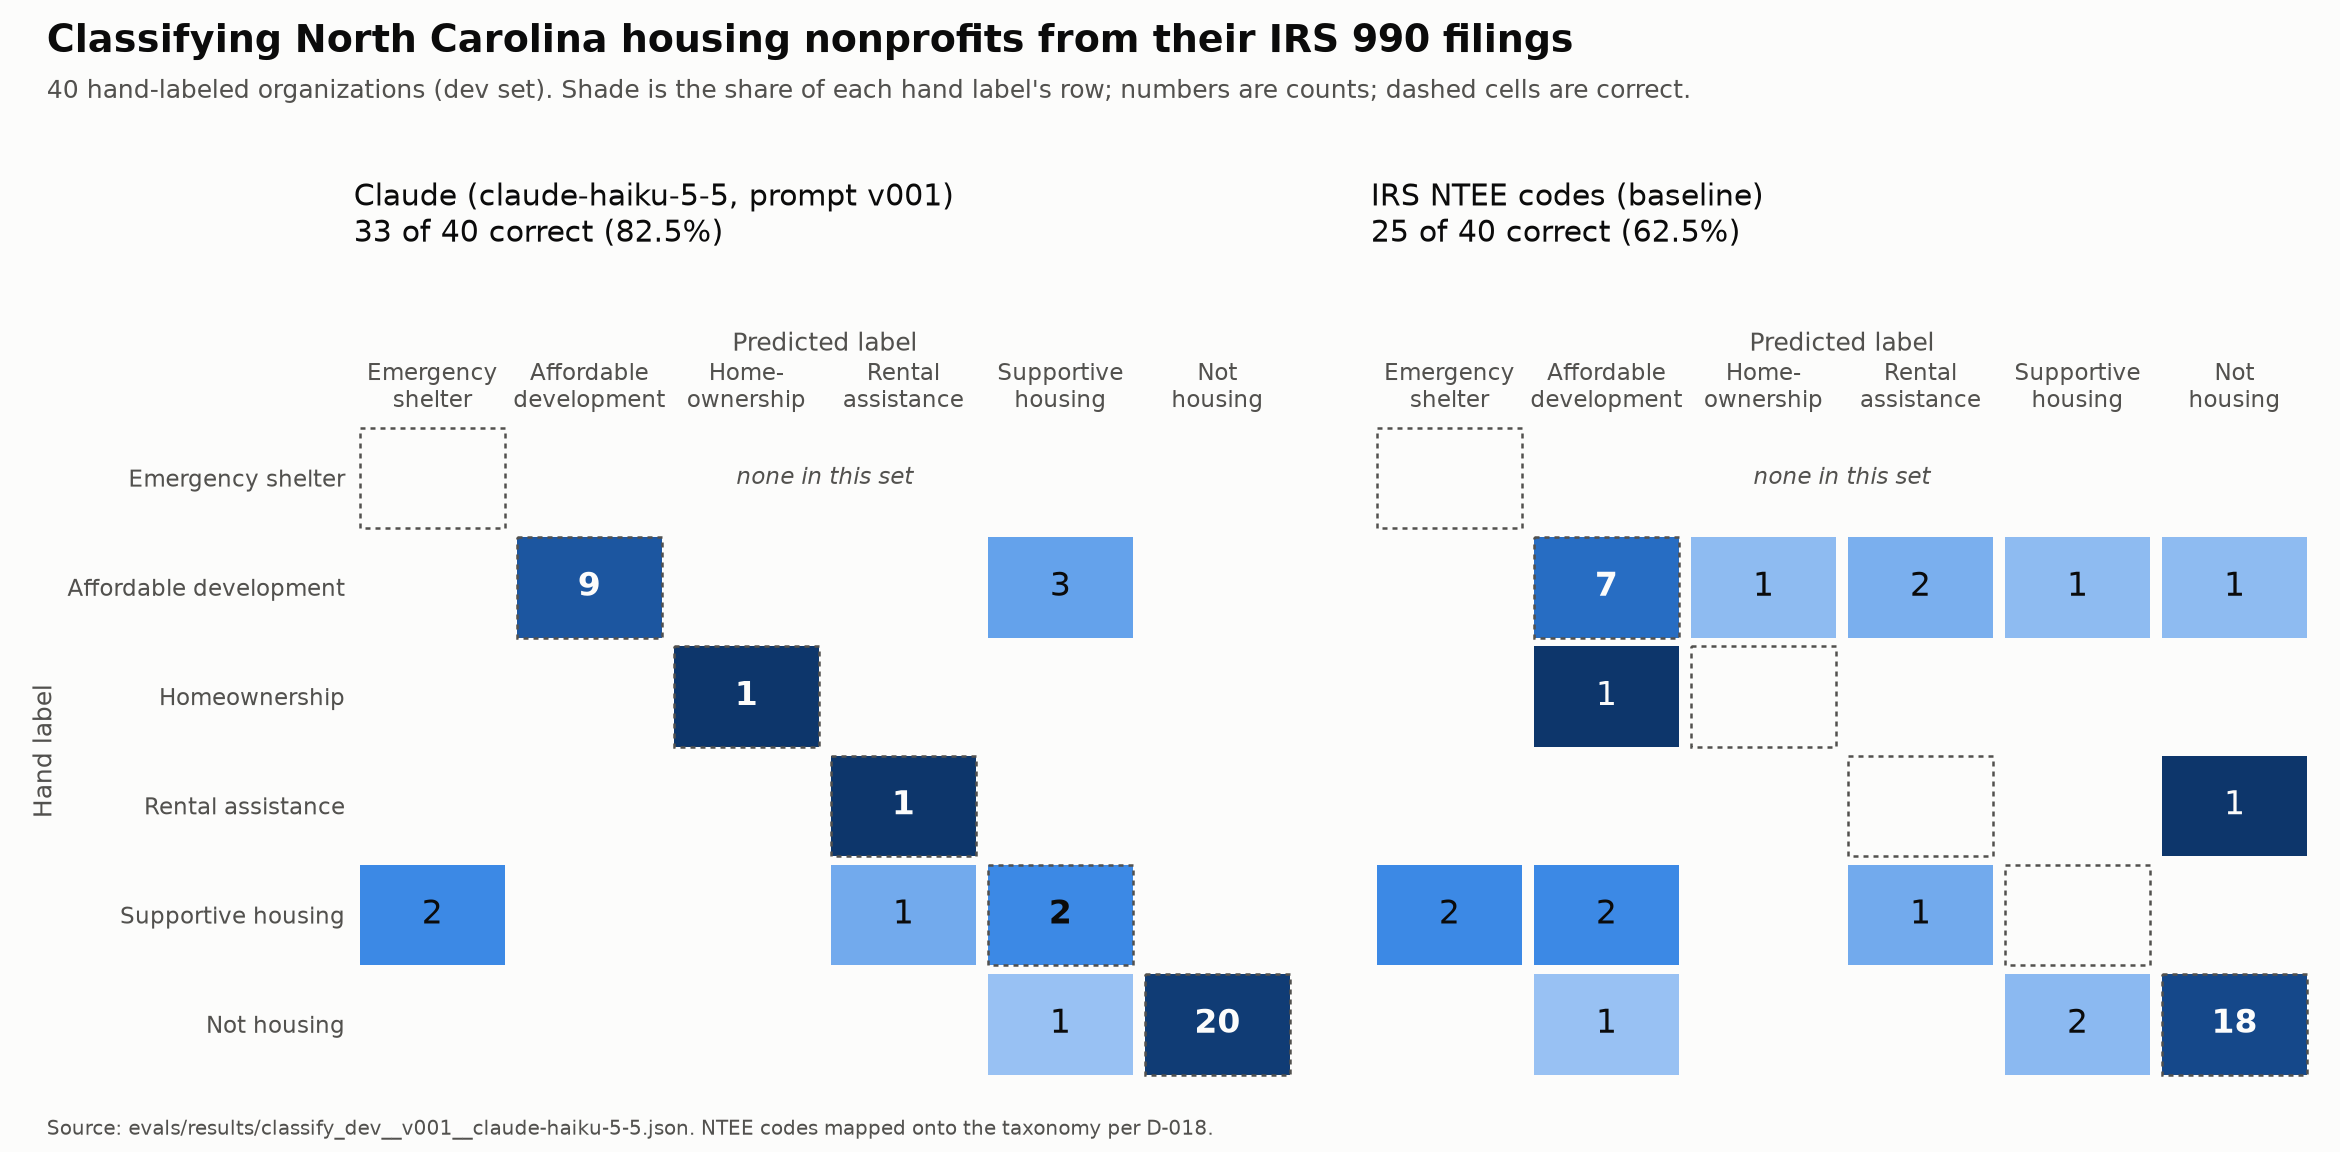 Classifying North Carolina housing nonprofits from their IRS 990 filings
40 hand-labeled organizations (dev set). Shade is the share of each hand label's row; numbers are counts; dashed cells are correct.
Claude (claude-haiku-5-5, prompt v001)
33 of 40 correct (82.5%)
Predicted label
Emergency shelter
Affordable development
Home-ownership
Rental assistance
Supportive housing
Not housing
Hand label
Emergency shelter
none in this set
Affordable development
9
3
Homeownership
1
Rental assistance
1
Supportive housing
2
1
2
Not housing
1
20
IRS NTEE codes (baseline)
25 of 40 correct (62.5%)
Predicted label
Emergency shelter
Affordable development
Home-ownership
Rental assistance
Supportive housing
Not housing
none in this set
7
1
2
1
1
1
1
2
2
1
1
2
18
Source: evals/results/classify_dev__v001__claude-haiku-5-5.json. NTEE codes mapped onto the taxonomy per D-018.